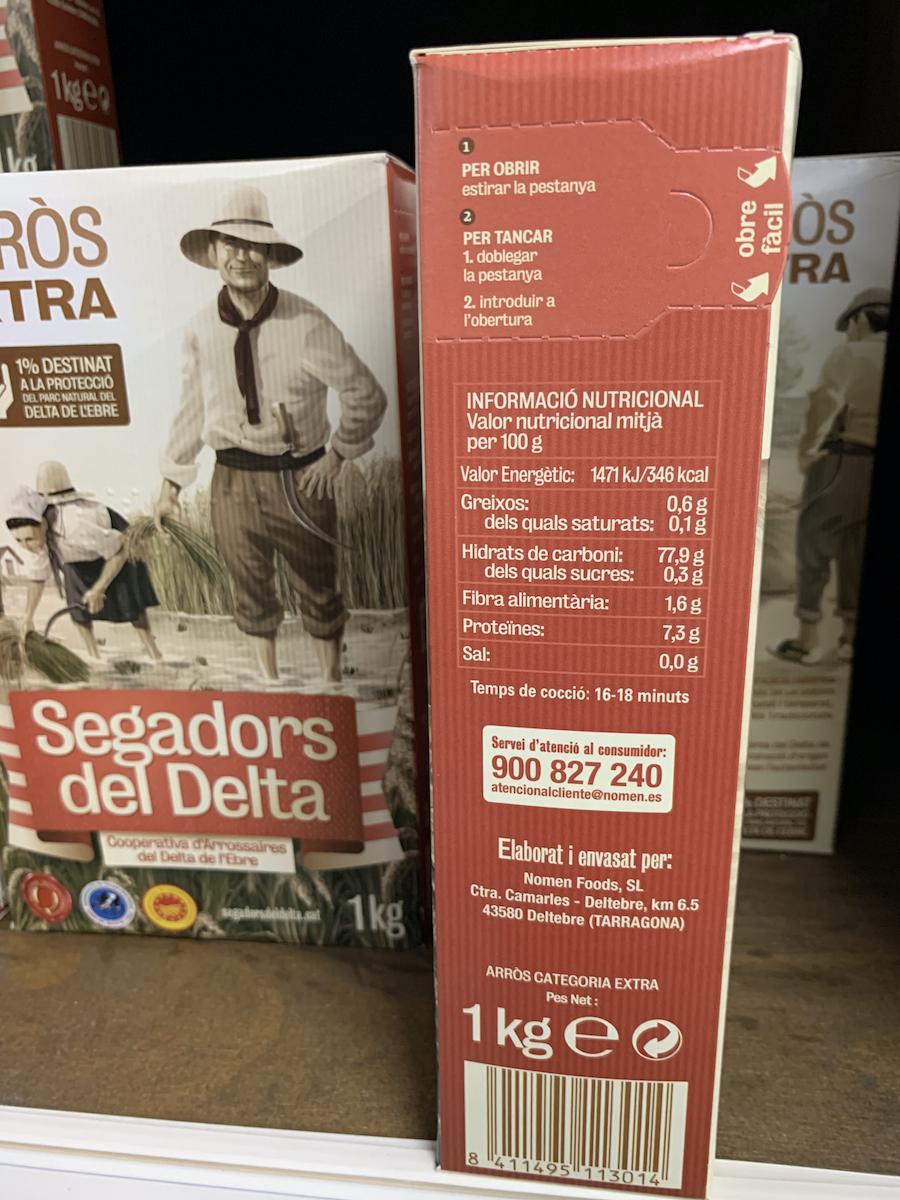 1kg e
kg
RÒS
XTRA
1% DESTINAT
A LA PROTECCIÓ
DEL PARC NATURAL DEL
DELTA DE L'EBRE
Segadors
del Delta
Cooperativa d'Arrossaires
del Delta de l'Ebre
segadorsdeldelta.cat
1kg
1
PER OBRIR
estirar la pestanya
2
PER TANCAR
1. doblegar
la pestanya
2. introduir a
l'obertura
obre
fàcil
INFORMACIÓ NUTRICIONAL
Valor nutricional mitjà
per 100 g
Valor Energètic: 1471 kJ/346 kcal
Greixos: 0,6 g
dels quals saturats: 0,1 g
Hidrats de carboni: 77,9 g
dels quals sucres: 0,3 g
Fibra alimentària: 1,6 g
Proteïnes: 7,3 g
Sal: 0,0 g
Temps de cocció: 16-18 minuts
Servei d'atenció al consumidor:
900 827 240
atencionalcliente@nomen.es
Elaborat i envasat per:
Nomen Foods, SL
Ctra. Camarles - Deltebre, km 6.5
43580 Deltebre (TARRAGONA)
ARRÒS CATEGORIA EXTRA
Pes Net :
1 kg e
8 411495 113014
ÒS
RA